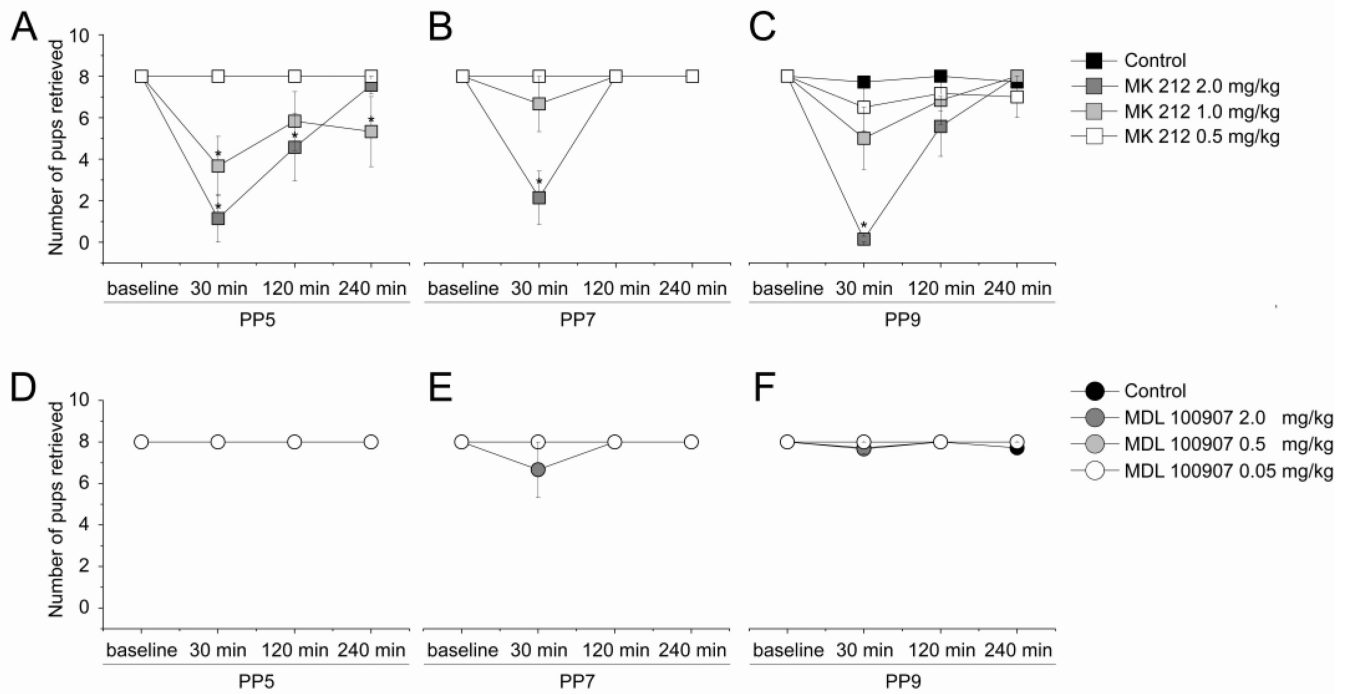 A
B
C
10
8
6
4
2
0
Number of pups retrieved
*
*
*
*
*
*
baseline 30 min 120 min 240 min
PP5
baseline 30 min 120 min 240 min
PP7
baseline 30 min 120 min 240 min
PP9
Control
MK 212 2.0 mg/kg
MK 212 1.0 mg/kg
MK 212 0.5 mg/kg
D
E
F
10
8
6
4
2
0
Number of pups retrieved
baseline 30 min 120 min 240 min
PP5
baseline 30 min 120 min 240 min
PP7
baseline 30 min 120 min 240 min
PP9
Control
MDL 100907 2.0 mg/kg
MDL 100907 0.5 mg/kg
MDL 100907 0.05 mg/kg